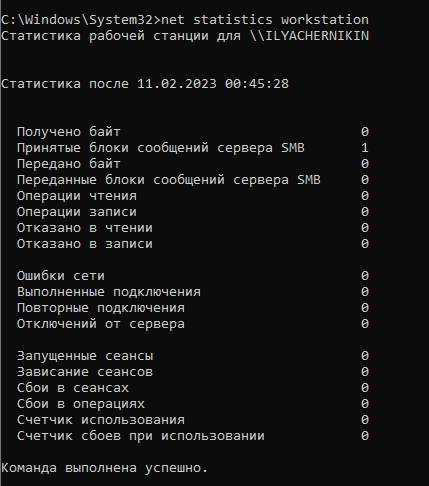 C:\Windows\System32>net statistics workstation
Статистика рабочей станции для \\ILYACHERNIKIN
Статистика после 11.02.2023 00:45:28
Получено байт 0
Принятые блоки сообщений сервера SMB 1
Передано байт 0
Переданные блоки сообщений сервера SMB 0
Операции чтения 0
Операции записи 0
Отказано в чтении 0
Отказано в записи 0
Ошибки сети 0
Выполненные подключения 0
Повторные подключения 0
Отключений от сервера 0
Запущенные сеансы 0
Зависание сеансов 0
Сбои в сеансах 0
Сбои в операциях 0
Счетчик использования 0
Счетчик сбоев при использовании 0
Команда выполнена успешно.